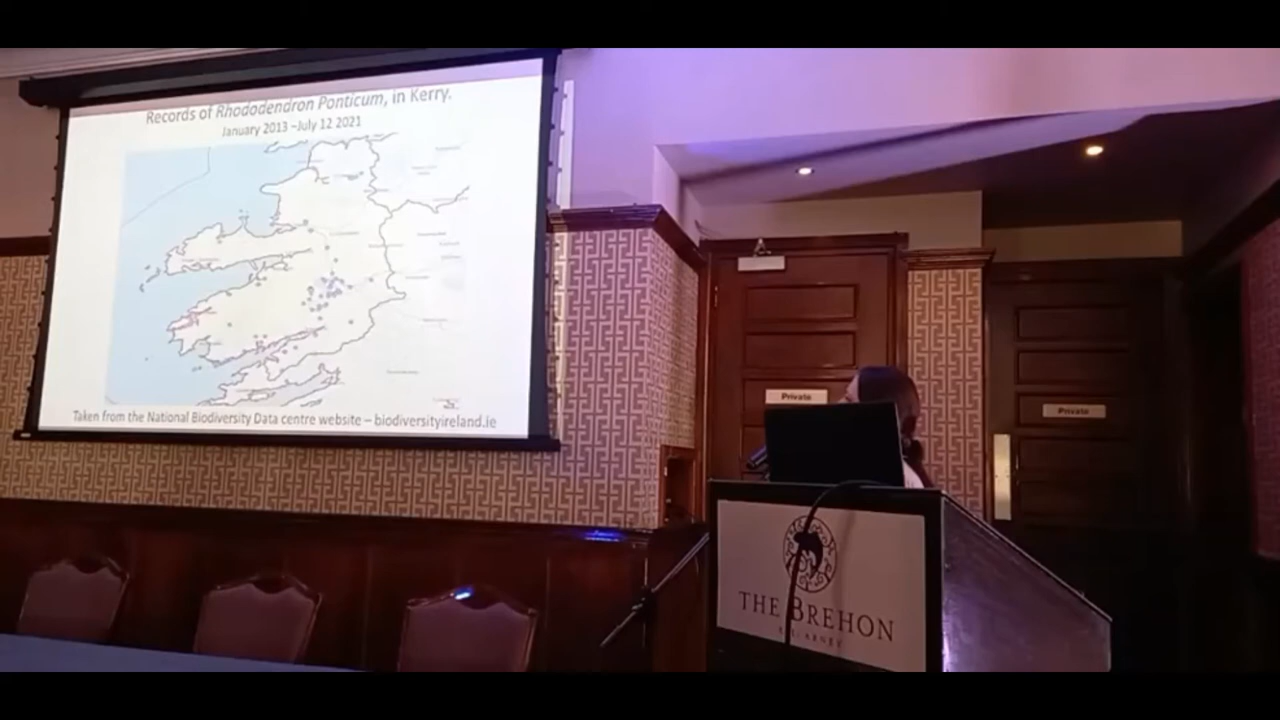 Records of Rhododendron Ponticum, in Kerry.
January 2013 –July 12 2021
Taken from the National Biodiversity Data centre website – biodiversityireland.ie
Private
Private
THE BREHON
KILLARNEY